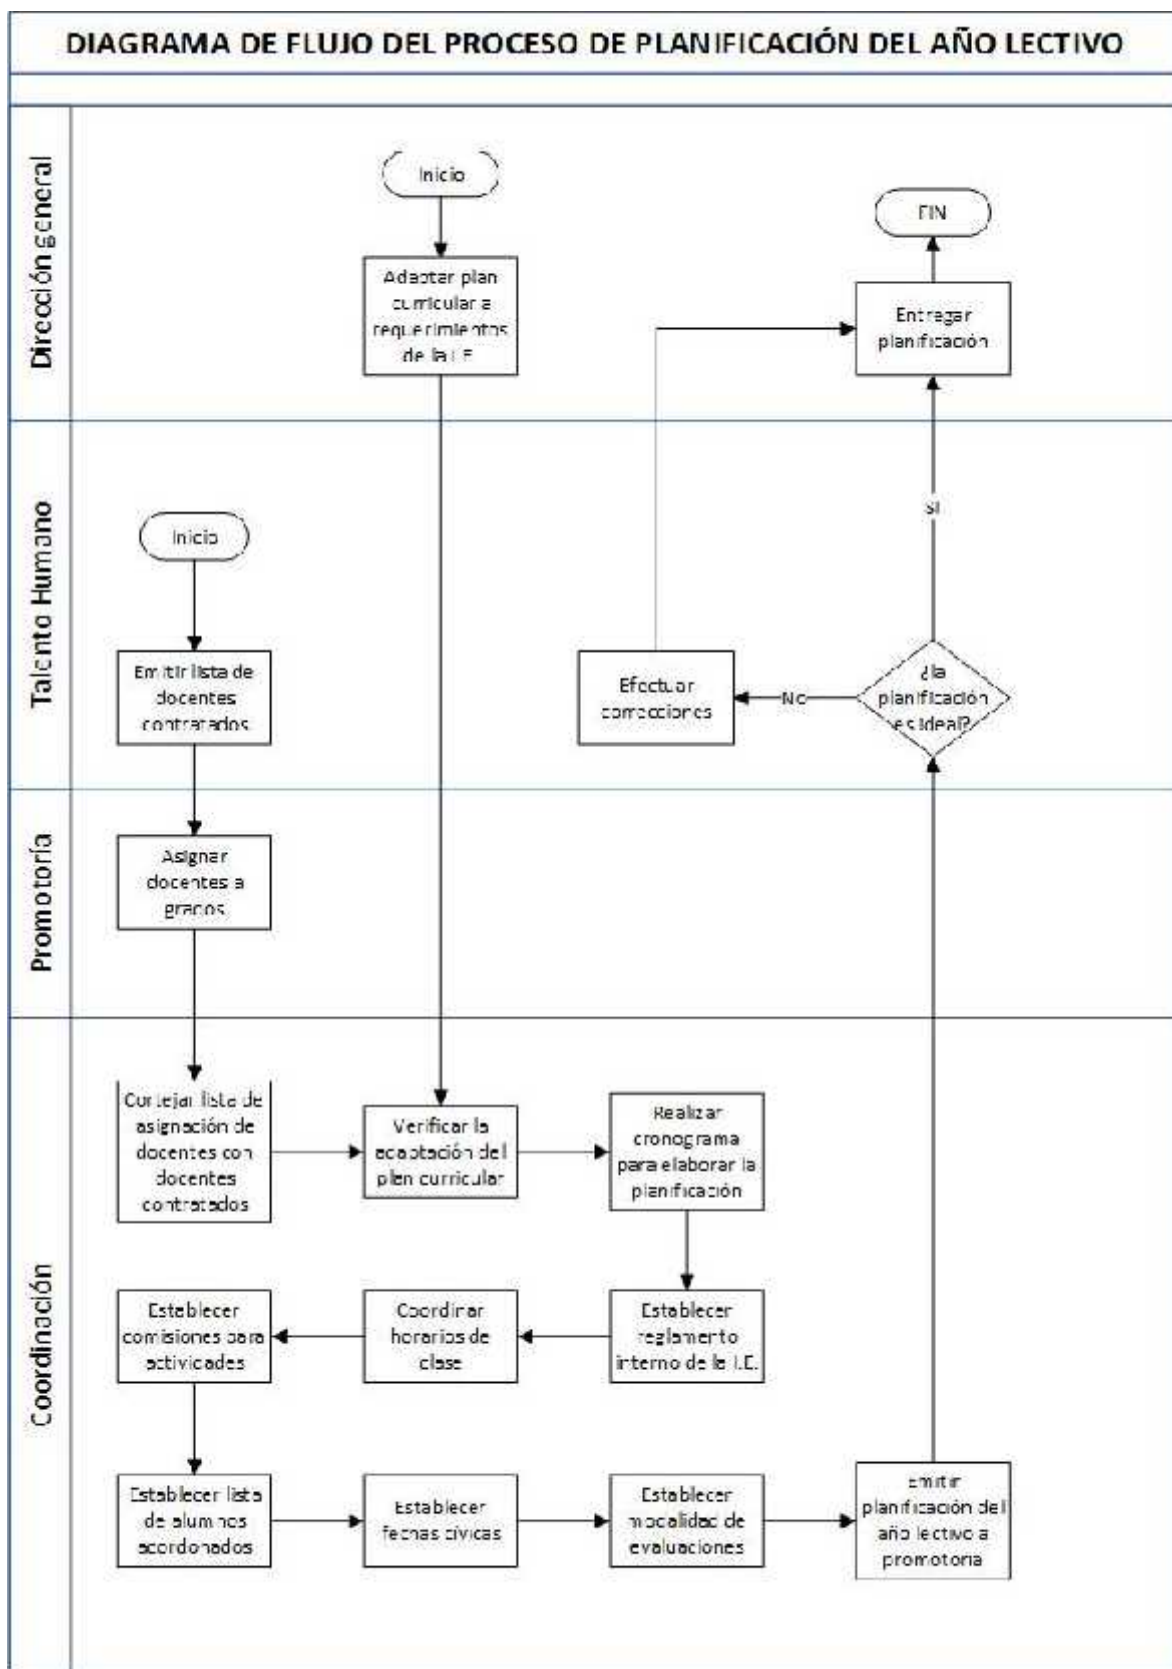 DIAGRAMA DE FLUJO DEL PROCESO DE PLANIFICACIÓN DEL AÑO LECTIVO
Dirección general
Inicio
Adaptar plan
curricular a
requerimientos
de la I.E
FIN
Entregar
planificación
Talento Humano
Inicio
Emitir lista de
docentes
contratados
Efectuar
correcciones
No
¿la
planificación
es ideal?
SI
Promotoría
Asignar
docentes a
grados
Coordinación
Cortejar lista de
asignación de
docentes con
docentes
contratados
Verificar la
adaptación del
plan curricular
Realizar
cronograma
para elaborar la
planificación
Establecer
comisiones para
actividades
Coordinar
horarios de
clase
Establecer
reglamento
interno de la I.E.
Establecer lista
de alumnos
acordonados
Establecer
fechas cívicas
Establecer
modalidad de
evaluaciones
Emitir
planificación del
año lectivo a
promotoria